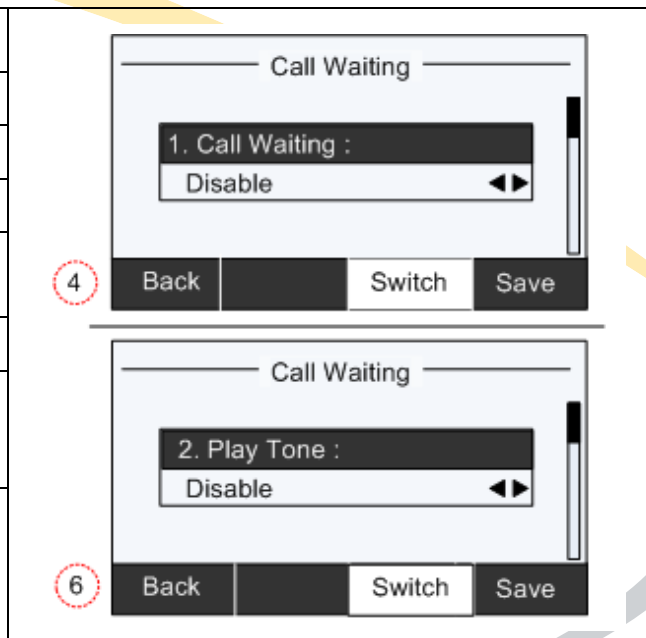 Call Waiting
1. Call Waiting :
Disable
4 Back Switch Save
Call Waiting
2. Play Tone :
Disable
6 Back Switch Save